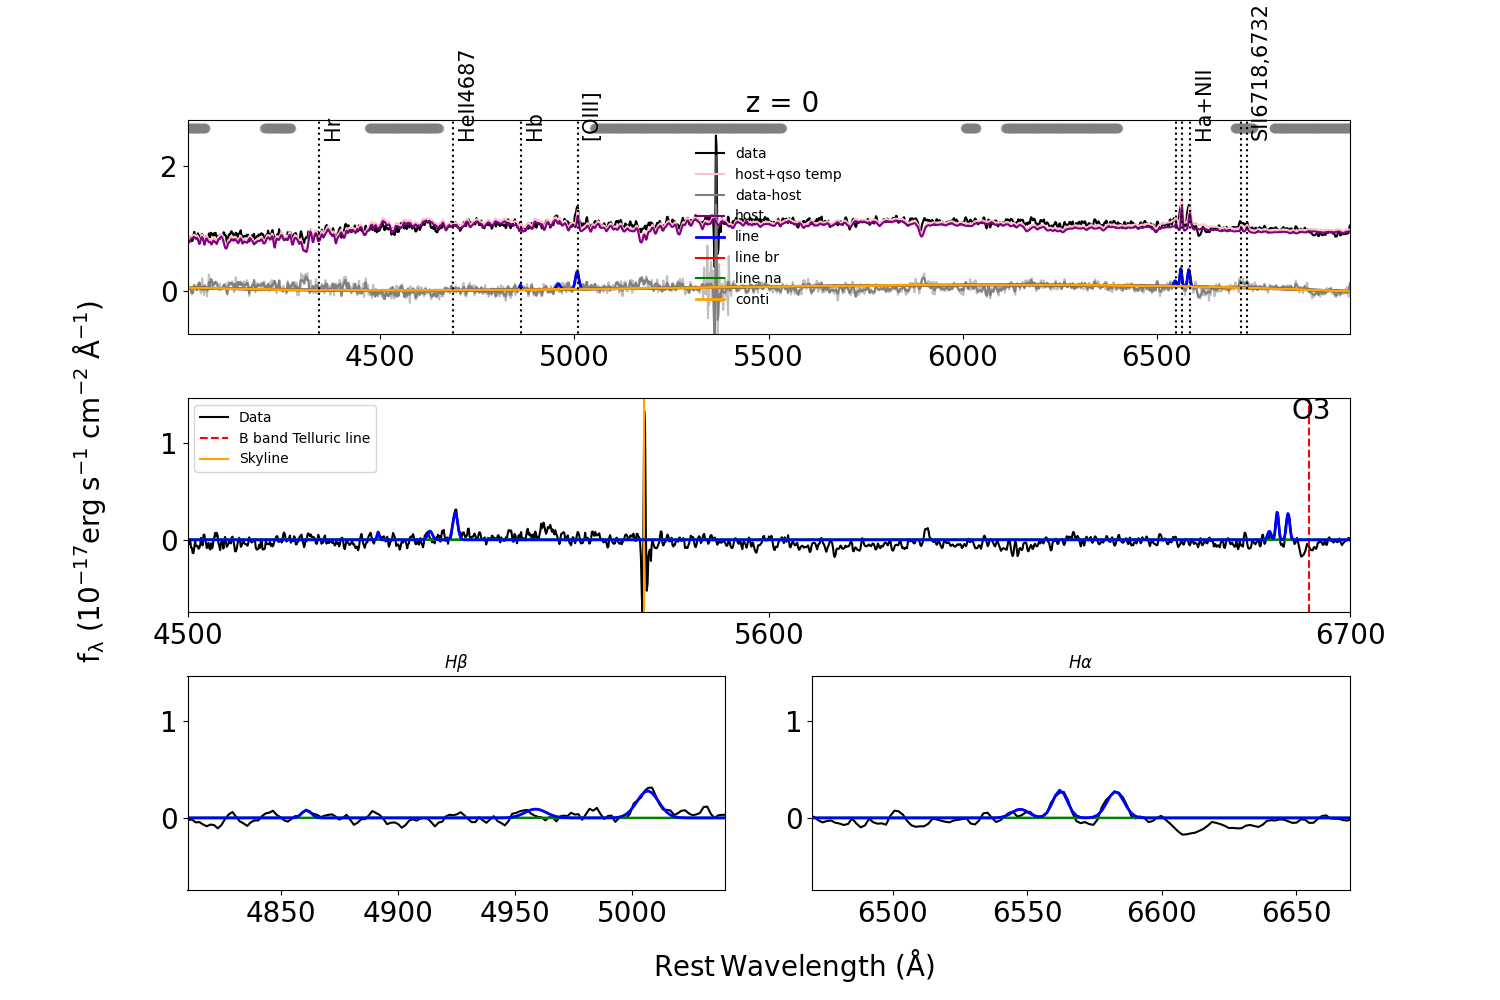 z = 0
Hr
HeII4687
Hb
[OIII]
Ha+NII
SII6718,6732
data
host+qso temp
data-host
host
line
line br
line na
conti
2
0
4500 5000 5500 6000 6500
f_λ (10⁻¹⁷erg s⁻¹ cm⁻² Å⁻¹)
Data
B band Telluric line
Skyline
O3
1
0
4500 5600 6700
Hβ
1
0
4850 4900 4950 5000
Hα
1
0
6500 6550 6600 6650
Rest Wavelength (Å)